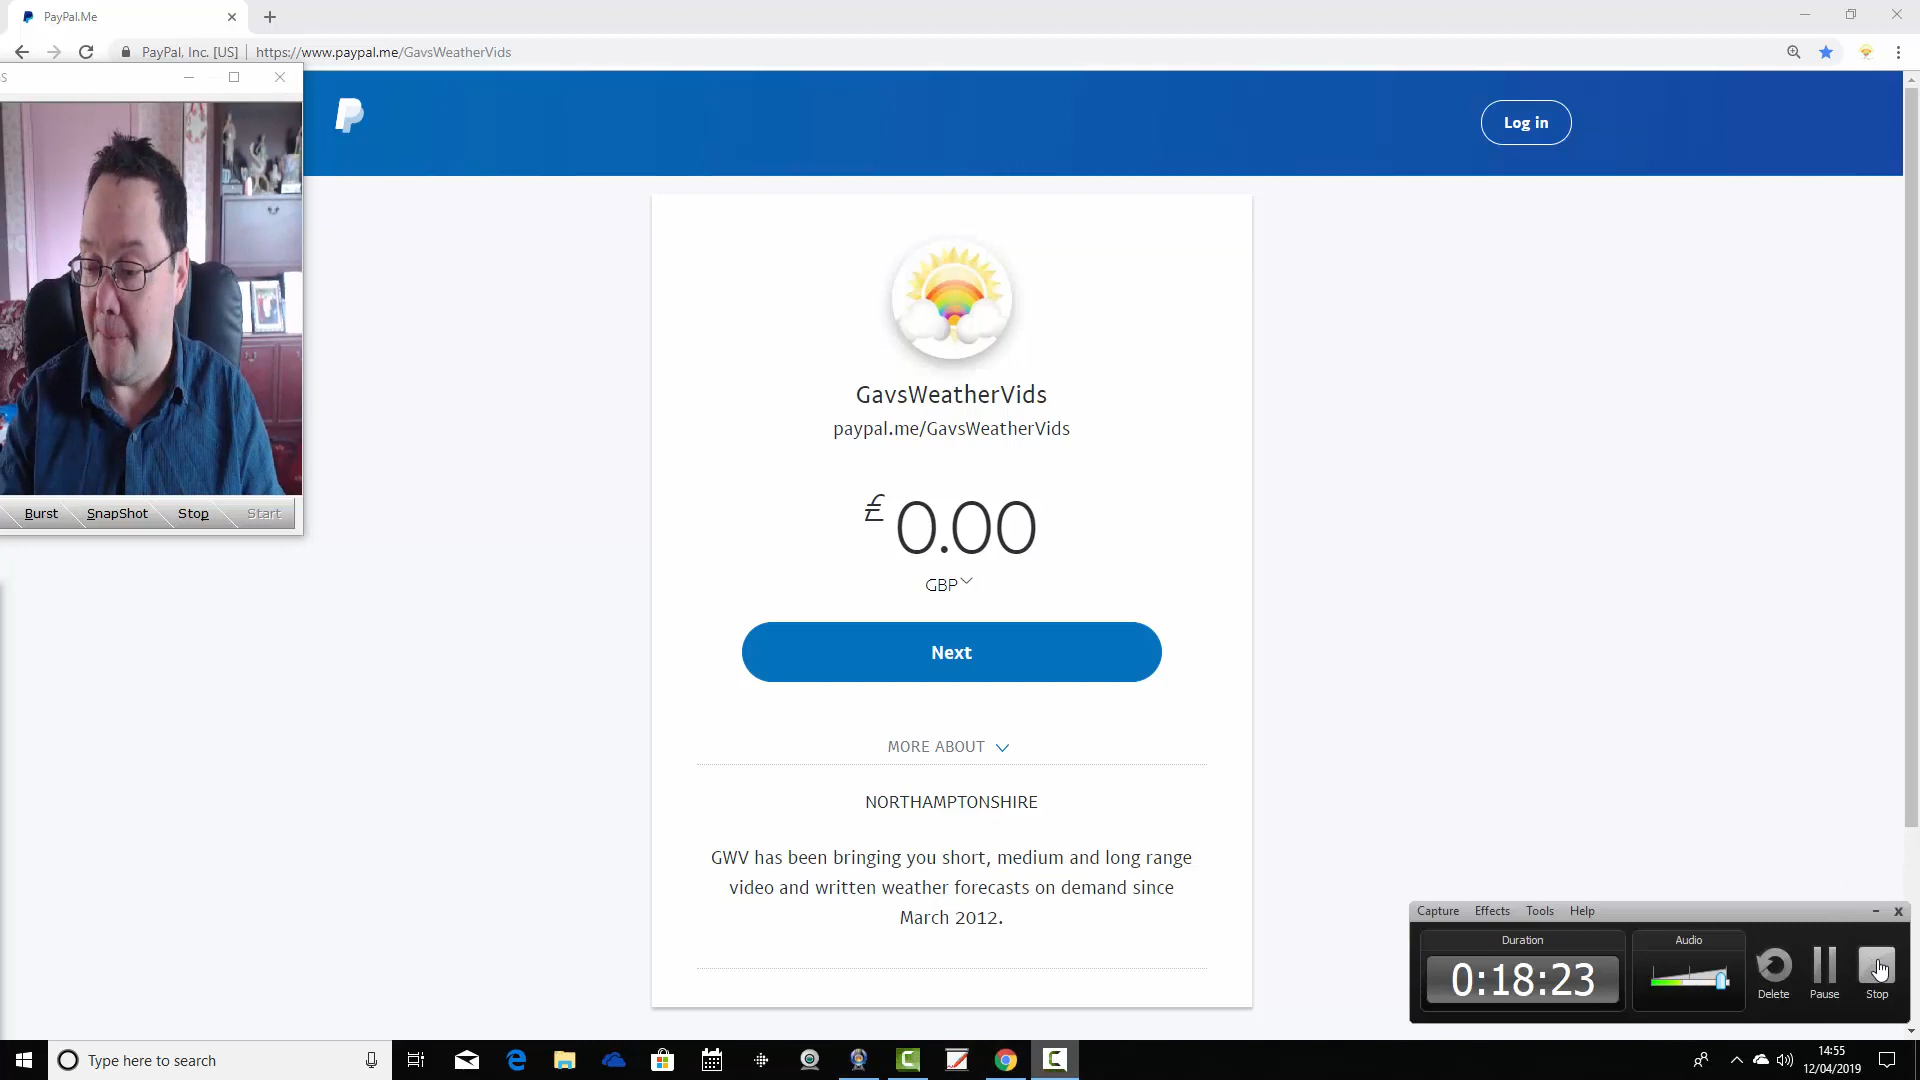 PayPal.Me
PayPal, Inc. [US]
https://www.paypal.me/GavsWeatherVids
S
Log in
GavsWeatherVids
paypal.me/GavsWeatherVids
£ 0.00
GBP
Next
MORE ABOUT
NORTHAMPTONSHIRE
GWV has been bringing you short, medium and long range
video and written weather forecasts on demand since
March 2012.
Burst SnapShot Stop Start
Capture Effects Tools Help
Duration
0:18:23
Audio
Delete Pause Stop
Type here to search
14:55
12/04/2019